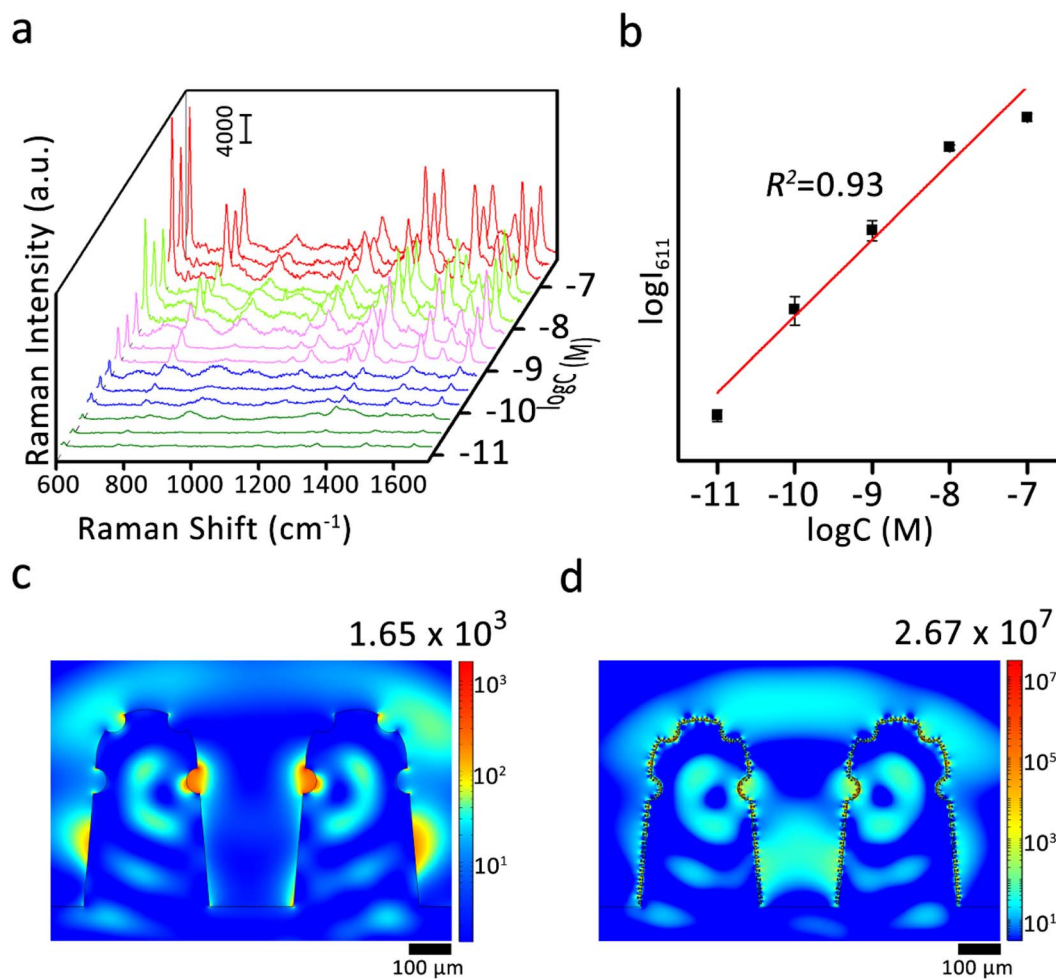 a
4000
Raman Intensity (a.u.)
-7
-8
-9
-10
-11
logC (M)
600 800 1000 1200 1400 1600
Raman Shift (cm⁻¹)
b
R²=0.93
logI₆₁₁
-11 -10 -9 -8 -7
logC (M)
c
1.65 x 10³
10³
10²
10¹
100 μm
d
2.67 x 10⁷
10⁷
10⁵
10³
10¹
100 μm